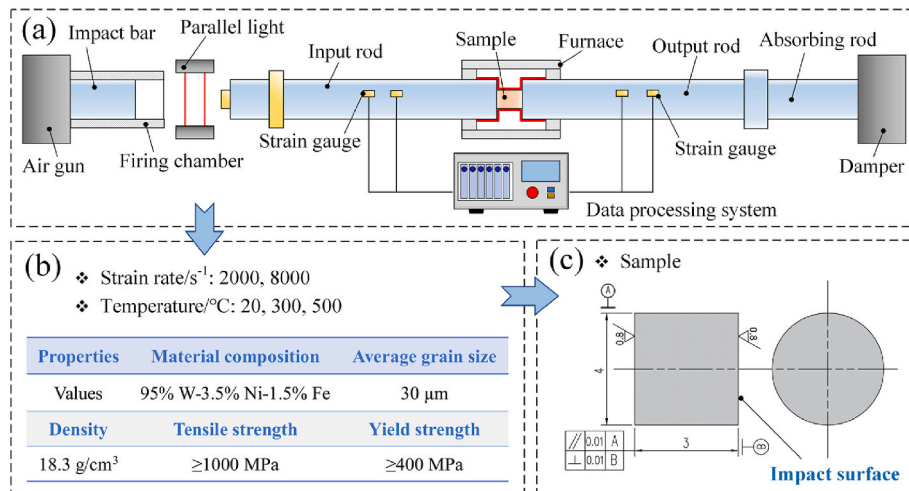 (a)
Impact bar
Parallel light
Input rod
Sample
Furnace
Output rod
Absorbing rod
Air gun
Firing chamber
Strain gauge
Strain gauge
Damper
Data processing system
(b)
❖ Strain rate/s⁻¹: 2000, 8000
❖ Temperature/°C: 20, 300, 500
Properties Material composition Average grain size
Values 95% W-3.5% Ni-1.5% Fe 30 μm
Density Tensile strength Yield strength
18.3 g/cm³ ≥1000 MPa ≥400 MPa
(c) ❖ Sample
A
0.8
0.8
4
// 0.01 A
⊥ 0.01 B
3
B
Impact surface